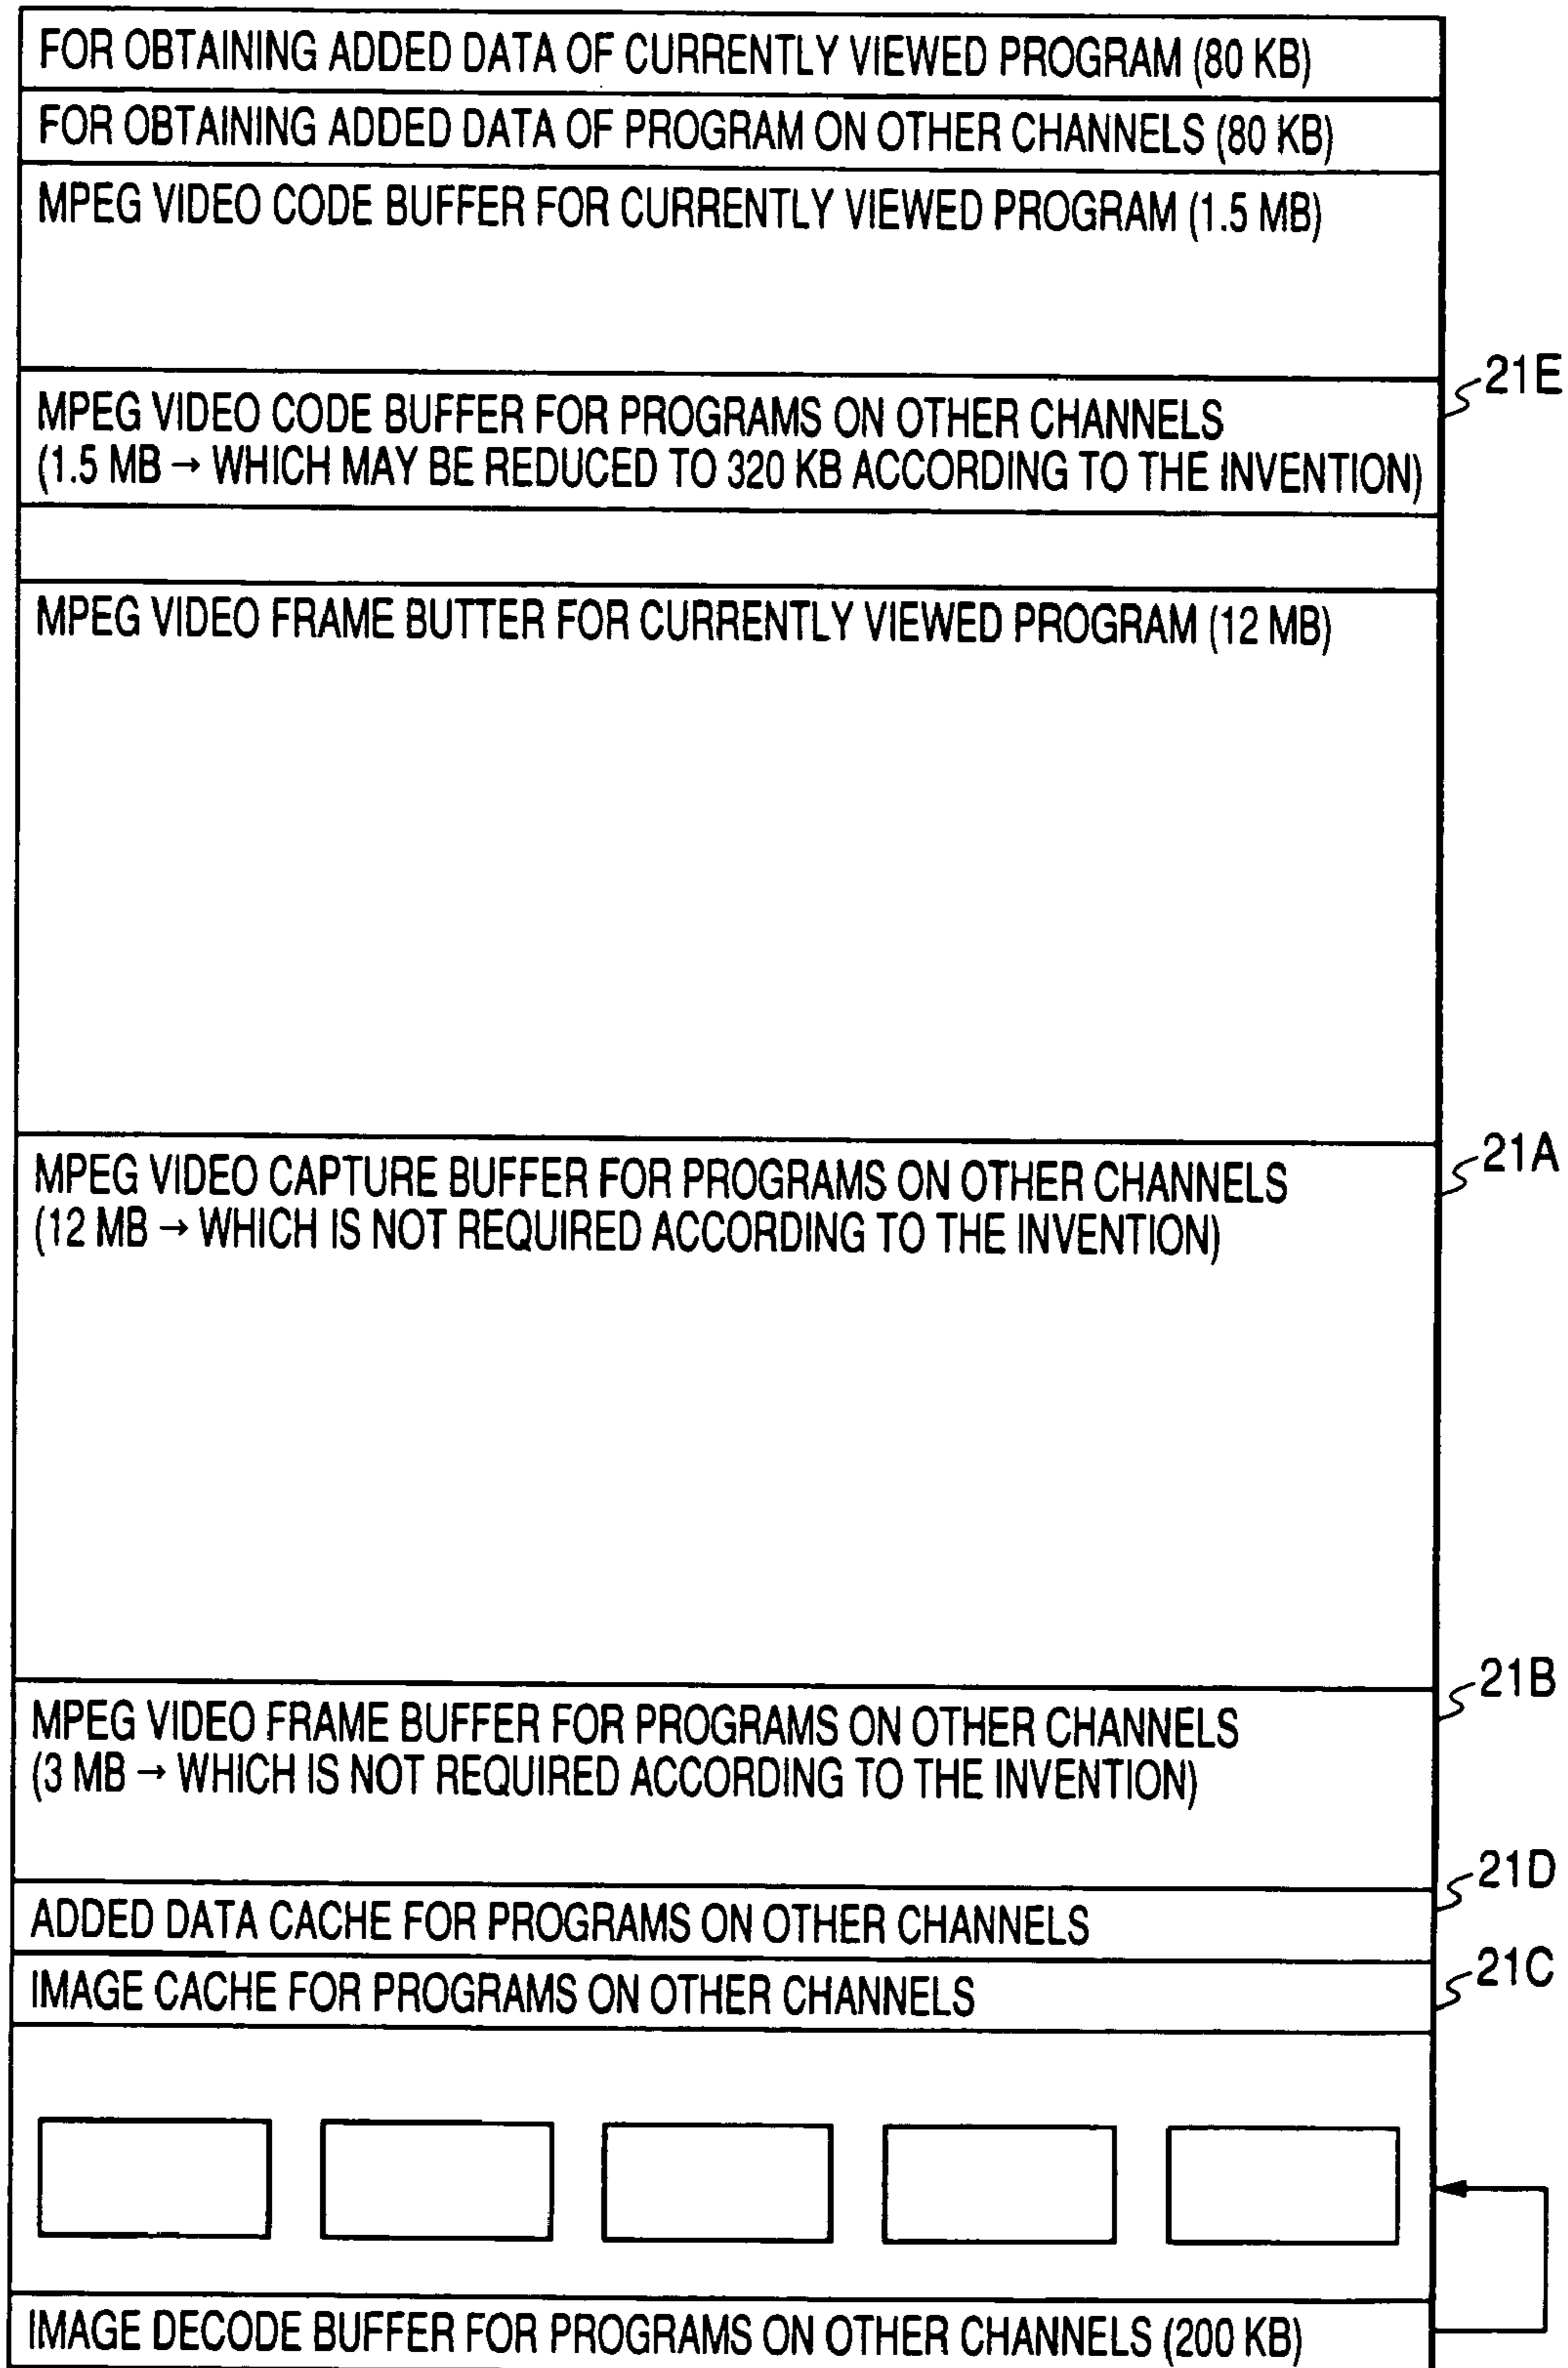 FOR OBTAINING ADDED DATA OF CURRENTLY VIEWED PROGRAM (80 KB)
FOR OBTAINING ADDED DATA OF PROGRAM ON OTHER CHANNELS (80 KB)
MPEG VIDEO CODE BUFFER FOR CURRENTLY VIEWED PROGRAM (1.5 MB)
21E
MPEG VIDEO CODE BUFFER FOR PROGRAMS ON OTHER CHANNELS
(1.5 MB → WHICH MAY BE REDUCED TO 320 KB ACCORDING TO THE INVENTION)
MPEG VIDEO FRAME BUTTER FOR CURRENTLY VIEWED PROGRAM (12 MB)
21A
MPEG VIDEO CAPTURE BUFFER FOR PROGRAMS ON OTHER CHANNELS
(12 MB → WHICH IS NOT REQUIRED ACCORDING TO THE INVENTION)
21B
MPEG VIDEO FRAME BUFFER FOR PROGRAMS ON OTHER CHANNELS
(3 MB → WHICH IS NOT REQUIRED ACCORDING TO THE INVENTION)
21D
ADDED DATA CACHE FOR PROGRAMS ON OTHER CHANNELS
21C
IMAGE CACHE FOR PROGRAMS ON OTHER CHANNELS
IMAGE DECODE BUFFER FOR PROGRAMS ON OTHER CHANNELS (200 KB)